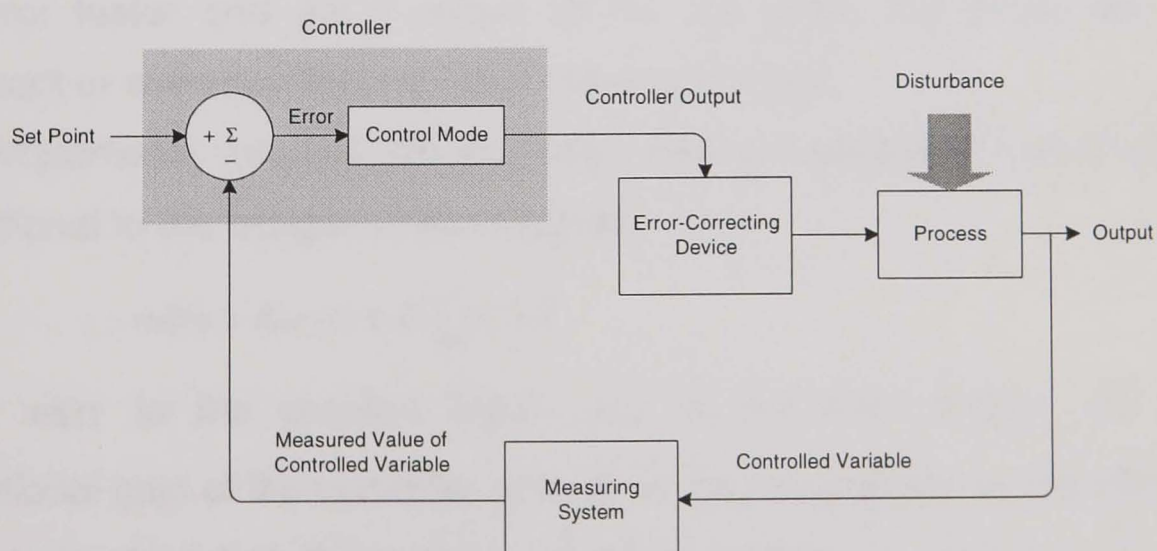 Controller
Disturbance
Controller Output
Set Point
+ Σ
−
Error
Control Mode
Error-Correcting
Device
Process
Output
Measured Value of
Controlled Variable
Controlled Variable
Measuring
System